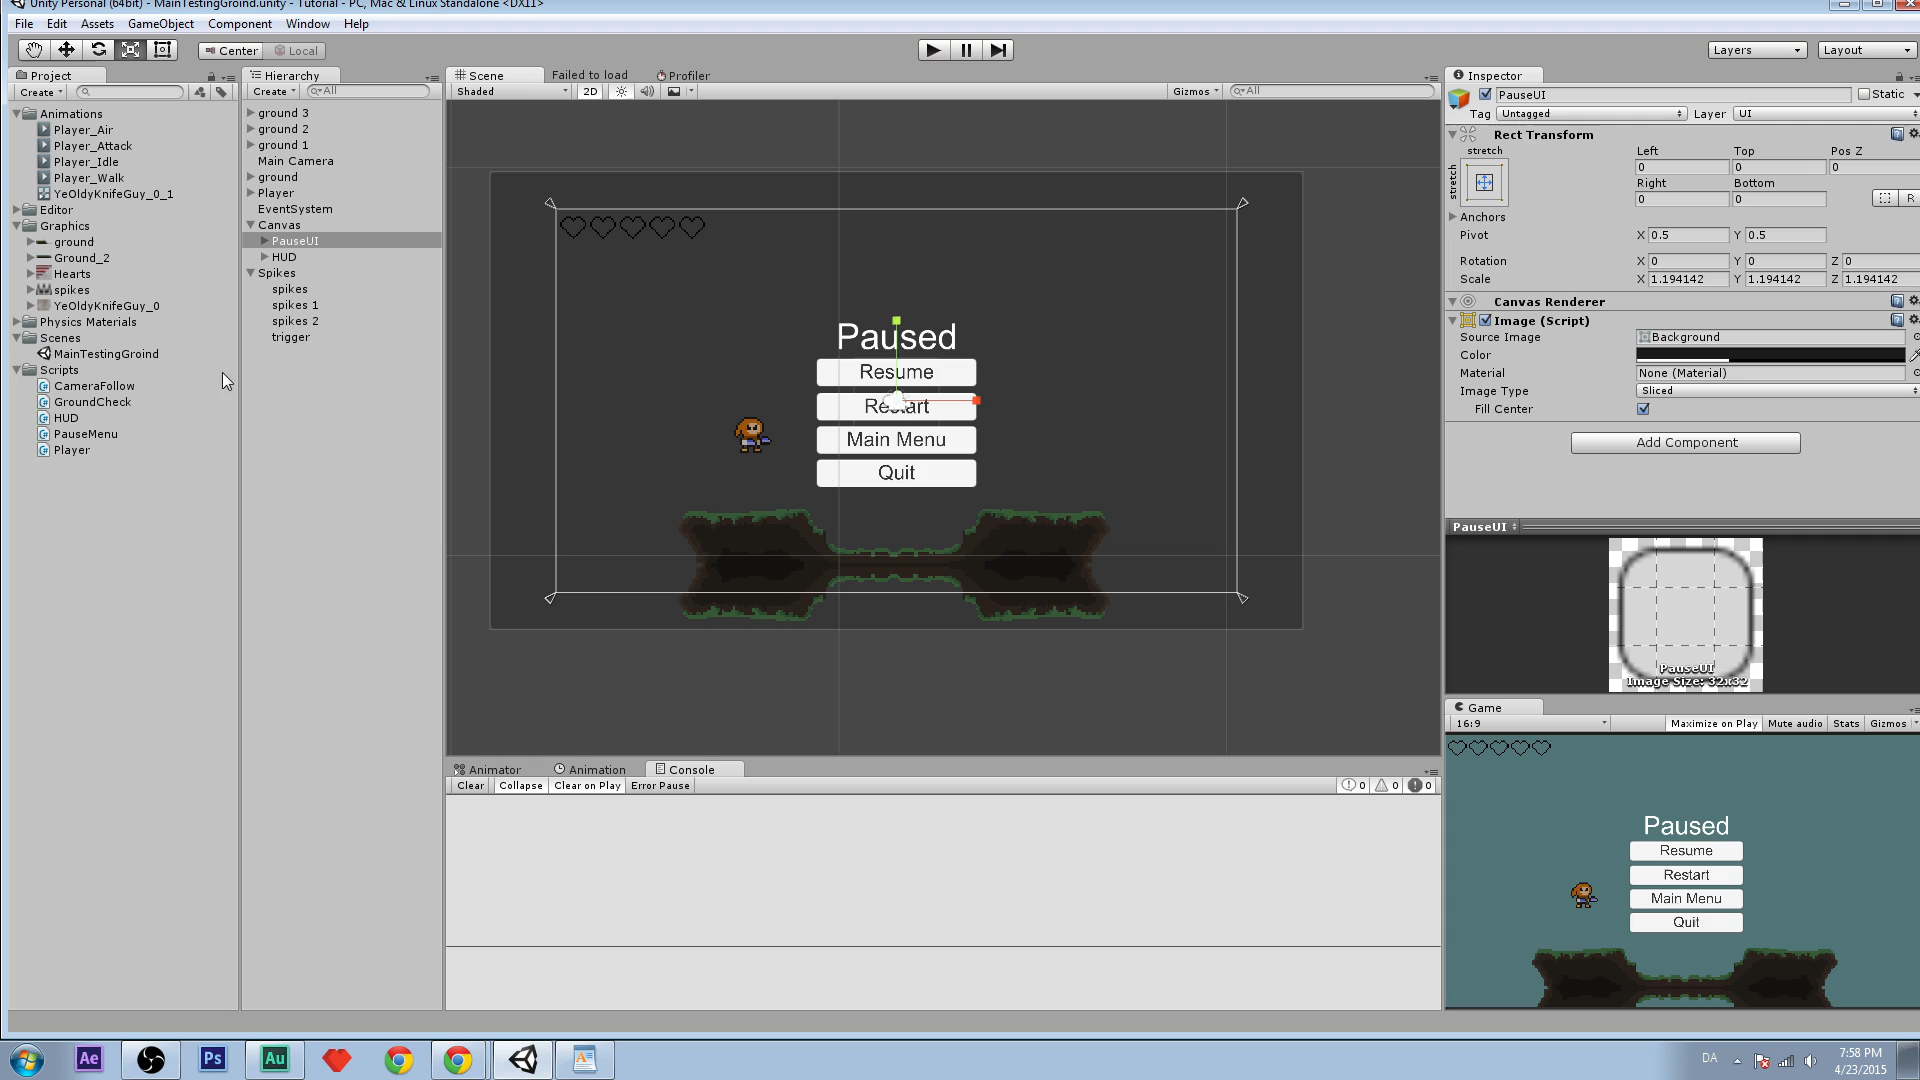 Unity Personal (64bit) - MainTestingGroind.unity - Tutorial - PC, Mac & Linux Standalone <DX11>
File Edit Assets GameObject Component Window Help
Center Local
Layers Layout
Project
Create
Animations
Player_Air
Player_Attack
Player_Idle
Player_Walk
YeOldyKnifeGuy_0_1
Editor
Graphics
ground
Ground_2
Hearts
spikes
YeOldyKnifeGuy_0
Physics Materials
Scenes
MainTestingGroind
Scripts
CameraFollow
GroundCheck
HUD
PauseMenu
Player
Hierarchy
Create All
ground 3
ground 2
ground 1
Main Camera
ground
Player
EventSystem
Canvas
PauseUI
HUD
Spikes
spikes
spikes 1
spikes 2
trigger
Scene Failed to load Profiler
Shaded 2D Gizmos All
Paused
Resume
Restart
Main Menu
Quit
Animator Animation Console
Clear Collapse Clear on Play Error Pause 0 0 0
Inspector
PauseUI Static
Tag Untagged Layer UI
Rect Transform
stretch Left Top Pos Z
stretch 0 0 0
Right Bottom
0 0 R
Anchors
Pivot X 0.5 Y 0.5
Rotation X 0 Y 0 Z 0
Scale X 1.194142 Y 1.194142 Z 1.194142
Canvas Renderer
Image (Script)
Source Image Background
Color
Material None (Material)
Image Type Sliced
Fill Center
Add Component
PauseUI
PauseUI
Image Size: 32x32
Game
16:9 Maximize on Play Mute audio Stats Gizmos
Paused
Resume
Restart
Main Menu
Quit
Ae Ps Au
DA 7:58 PM
4/23/2015